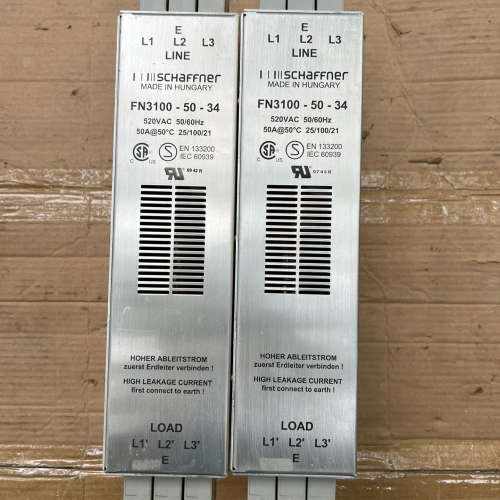 E
L1 L2 L3
LINE
SCHAFFNER
MADE IN HUNGARY
FN3100 - 50 - 34
520VAC 50/60Hz
50A@50°C 25/100/21
SA
C US
EN 133200
IEC 60939
HOHER ABLEITSTROM
zuerst Erdleiter verbinden !
HIGH LEAKAGE CURRENT
first connect to earth !
LOAD
L1' L2' L3'
E
E
L1 L2 L3
LINE
SCHAFFNER
MADE IN HUNGARY
FN3100 - 50 - 34
520VAC 50/60Hz
50A@50°C 25/100/21
SA
C US
EN 133200
IEC 60939
HOHER ABLEITSTROM
zuerst Erdleiter verbinden !
HIGH LEAKAGE CURRENT
first connect to earth !
LOAD
L1' L2' L3'
E